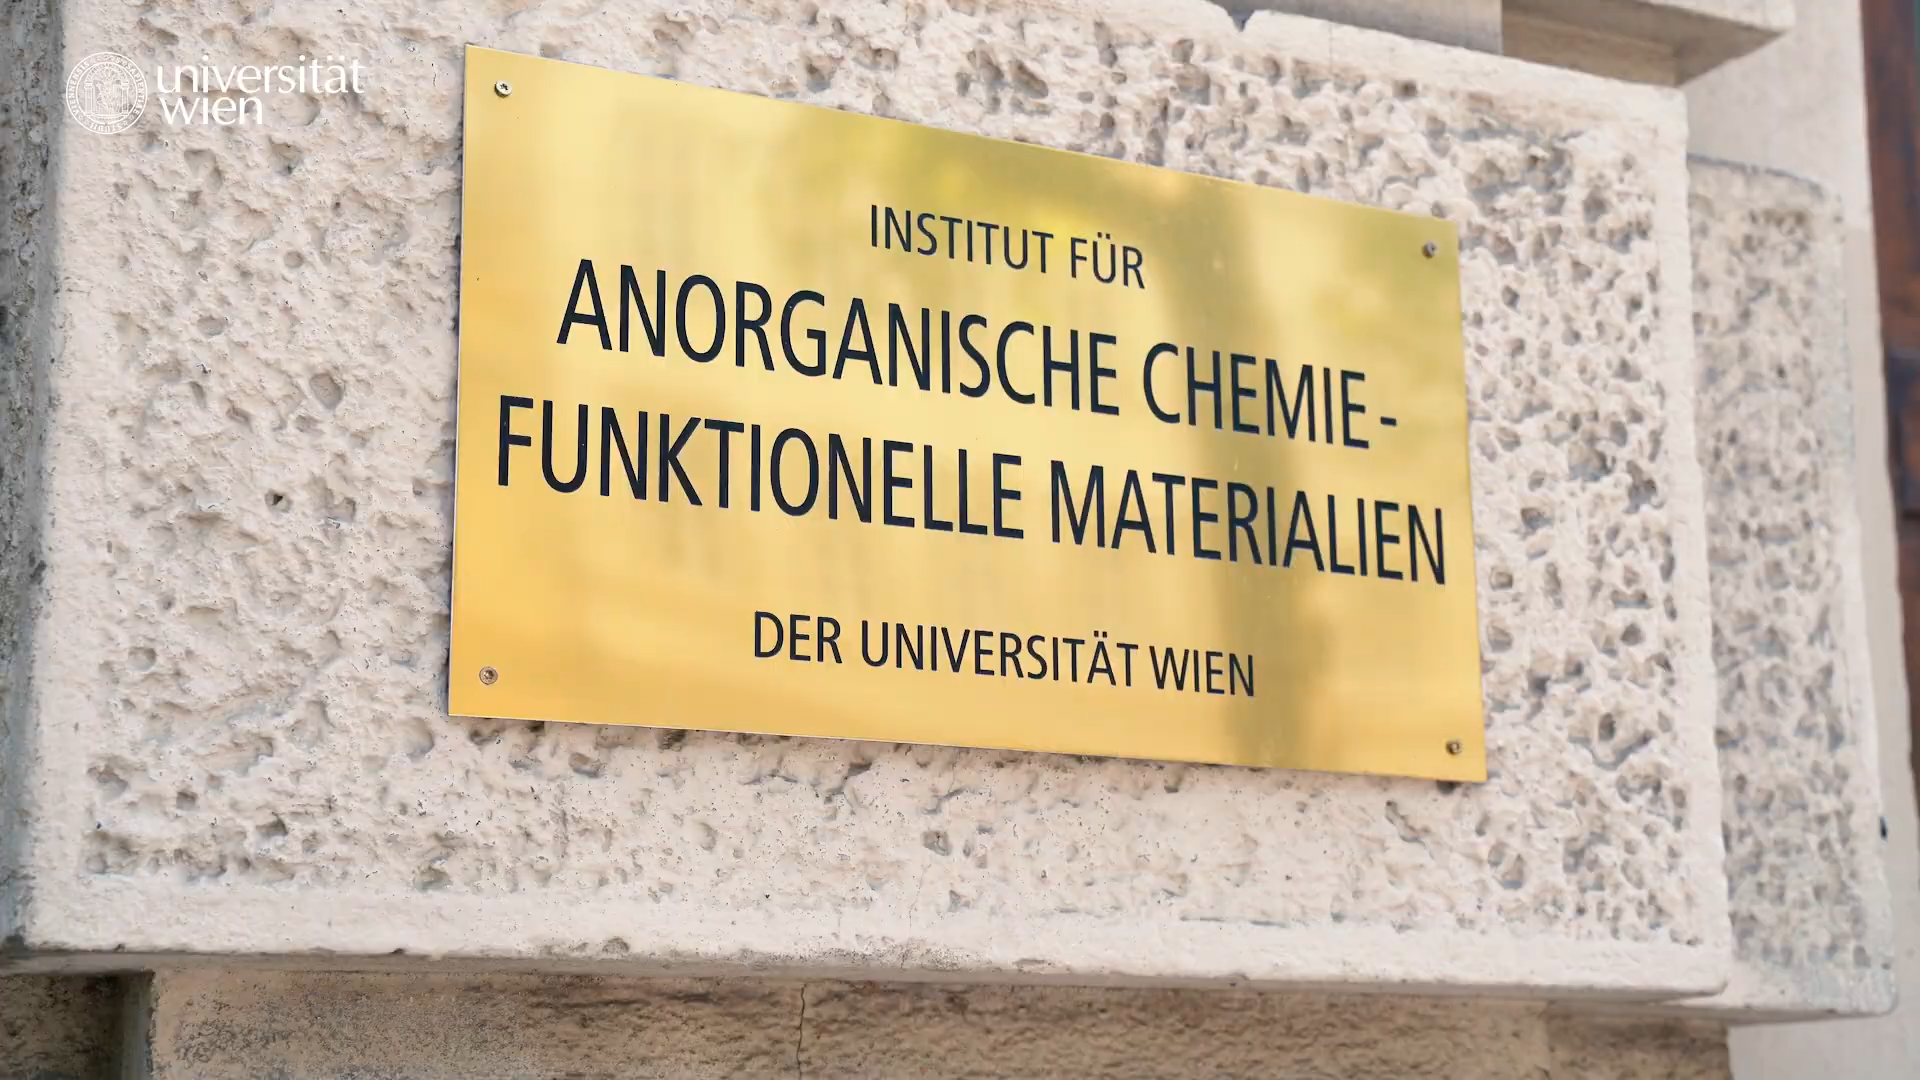 universität
wien
INSTITUT FÜR
ANORGANISCHE CHEMIE-
FUNKTIONELLE MATERIALIEN
DER UNIVERSITÄT WIEN